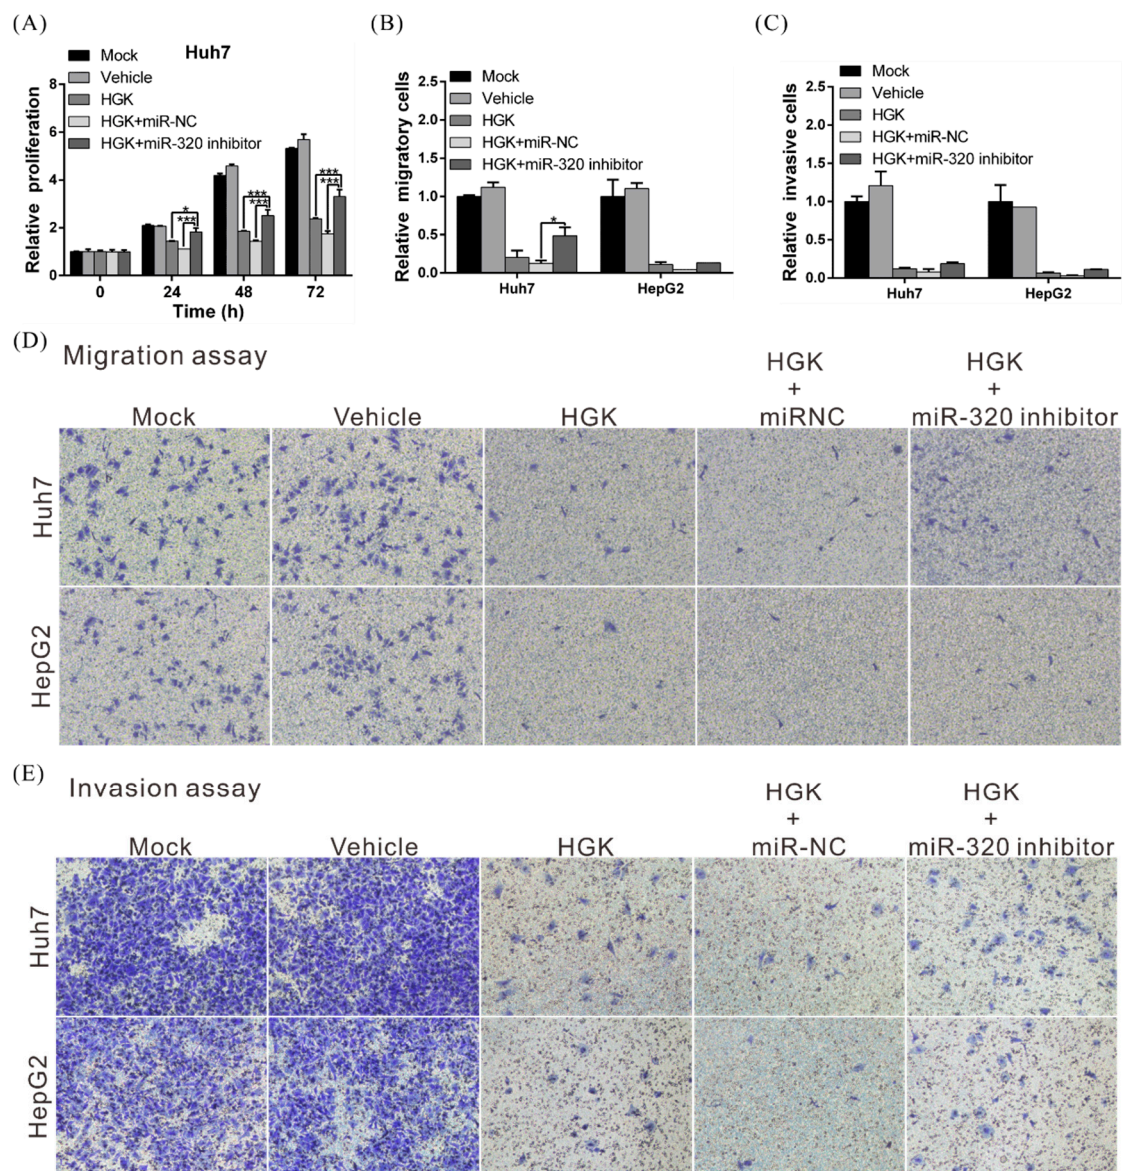 (A)
Huh7
Mock
Vehicle
HGK
HGK+miR-NC
HGK+miR-320 inhibitor
Relative proliferation
8
6
4
2
0
*
***
***
***
***
***
0 24 48 72
Time (h)
(B)
Mock
Vehicle
HGK
HGK+miR-NC
HGK+miR-320 inhibitor
Relative migratory cells
2.5
2.0
1.5
1.0
0.5
0.0
*
Huh7 HepG2
(C)
Mock
Vehicle
HGK
HGK+miR-NC
HGK+miR-320 inhibitor
Relative invasive cells
2.5
2.0
1.5
1.0
0.5
0.0
Huh7 HepG2
(D)
Migration assay
Mock
Vehicle
HGK
HGK
+
miRNC
HGK
+
miR-320 inhibitor
Huh7
HepG2
(E)
Invasion assay
Mock
Vehicle
HGK
HGK
+
miR-NC
HGK
+
miR-320 inhibitor
Huh7
HepG2